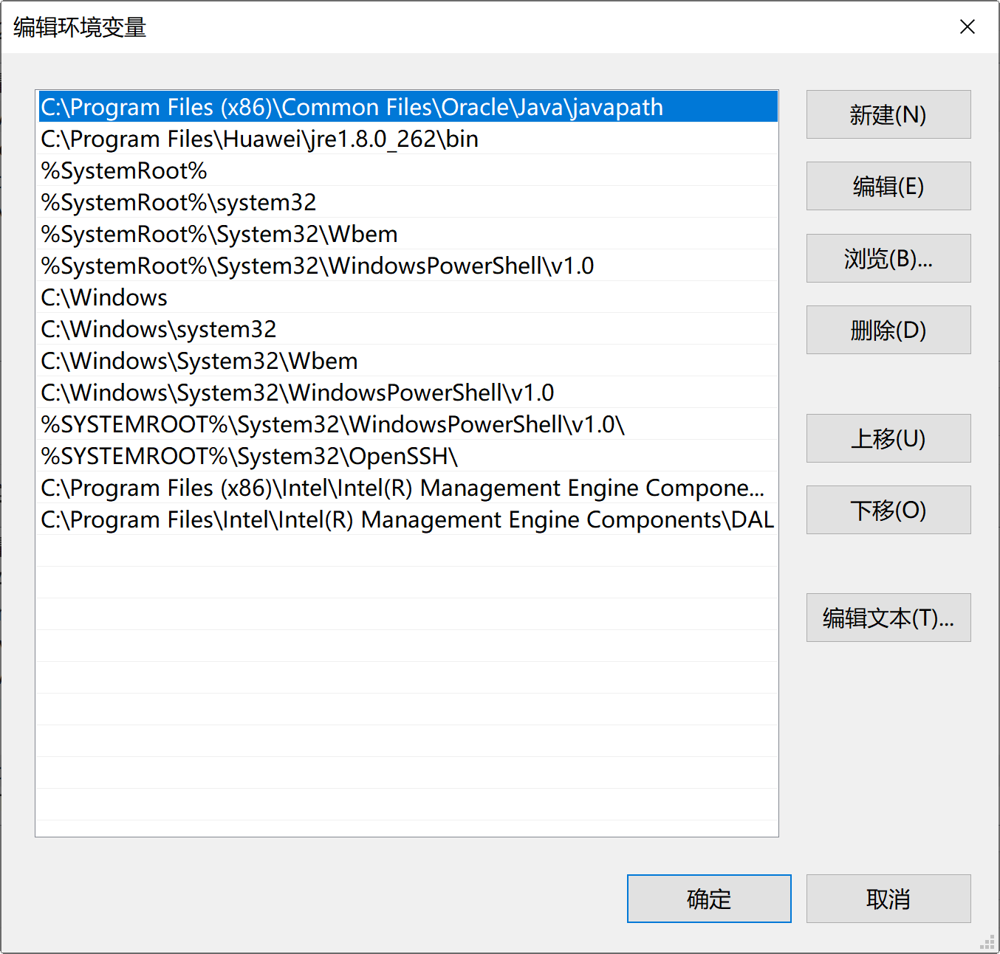 编辑环境变量
C:\Program Files (x86)\Common Files\Oracle\Java\javapath
C:\Program Files\Huawei\jre1.8.0_262\bin
%SystemRoot%
%SystemRoot%\system32
%SystemRoot%\System32\Wbem
%SystemRoot%\System32\WindowsPowerShell\v1.0
C:\Windows
C:\Windows\system32
C:\Windows\System32\Wbem
C:\Windows\System32\WindowsPowerShell\v1.0
%SYSTEMROOT%\System32\WindowsPowerShell\v1.0\
%SYSTEMROOT%\System32\OpenSSH\
C:\Program Files (x86)\Intel\Intel(R) Management Engine Compone...
C:\Program Files\Intel\Intel(R) Management Engine Components\DAL
新建(N)
编辑(E)
浏览(B)...
删除(D)
上移(U)
下移(O)
编辑文本(T)...
确定
取消